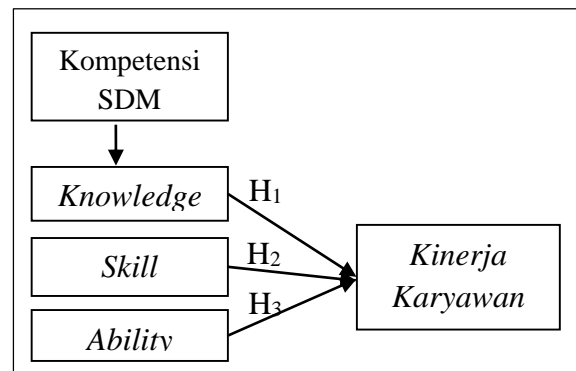 Kompetensi
SDM
Knowledge
H1
Skill
H2
Ability
H3
Kinerja
Karyawan